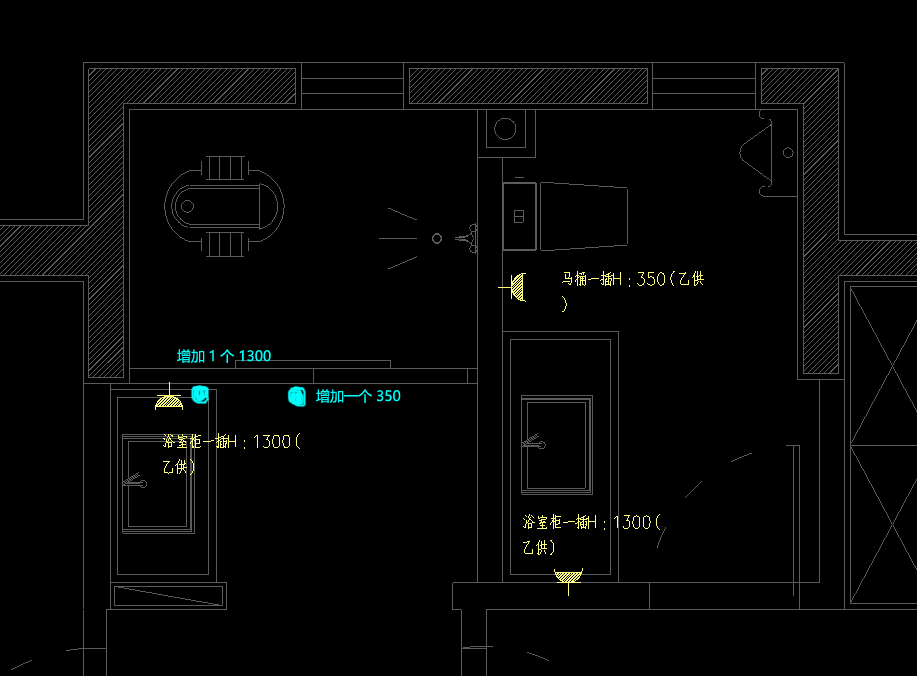 马桶一插H：350(乙供
)
增加 1 个 1300
增加一个 350
浴室柜一插H：1300(
乙供)
浴室柜一插H：1300(
乙供)